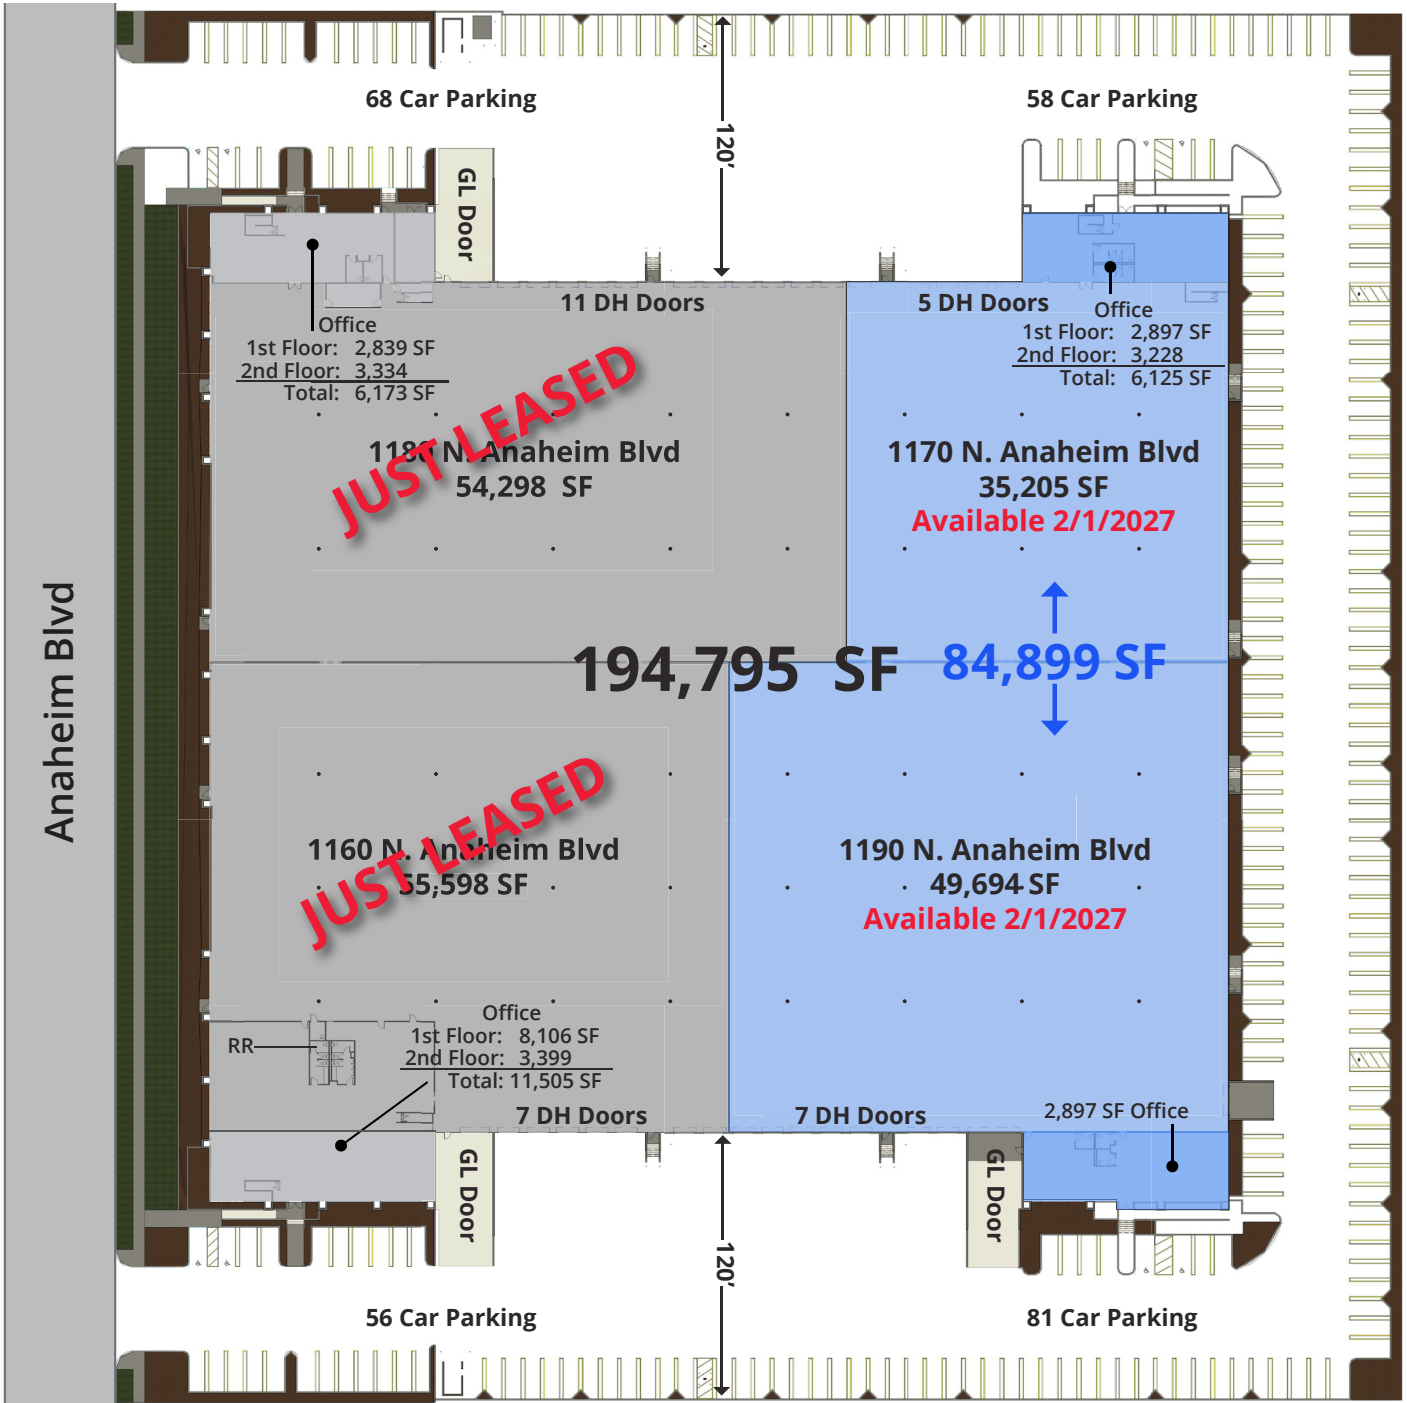 68 Car Parking
58 Car Parking
120'
GL Door
11 DH Doors
5 DH Doors
Office
1st Floor: 2,839 SF
2nd Floor: 3,334
Total: 6,173 SF
Office
1st Floor: 2,897 SF
2nd Floor: 3,228
Total: 6,125 SF
JUST LEASED
1180 N. Anaheim Blvd
54,298 SF
1170 N. Anaheim Blvd
35,205 SF
Available 2/1/2027
Anaheim Blvd
194,795 SF
84,899 SF
JUST LEASED
1160 N. Anaheim Blvd
55,598 SF
1190 N. Anaheim Blvd
49,694 SF
Available 2/1/2027
Office
1st Floor: 8,106 SF
2nd Floor: 3,399
Total: 11,505 SF
RR
7 DH Doors
7 DH Doors
2,897 SF Office
GL Door
GL Door
120'
56 Car Parking
81 Car Parking